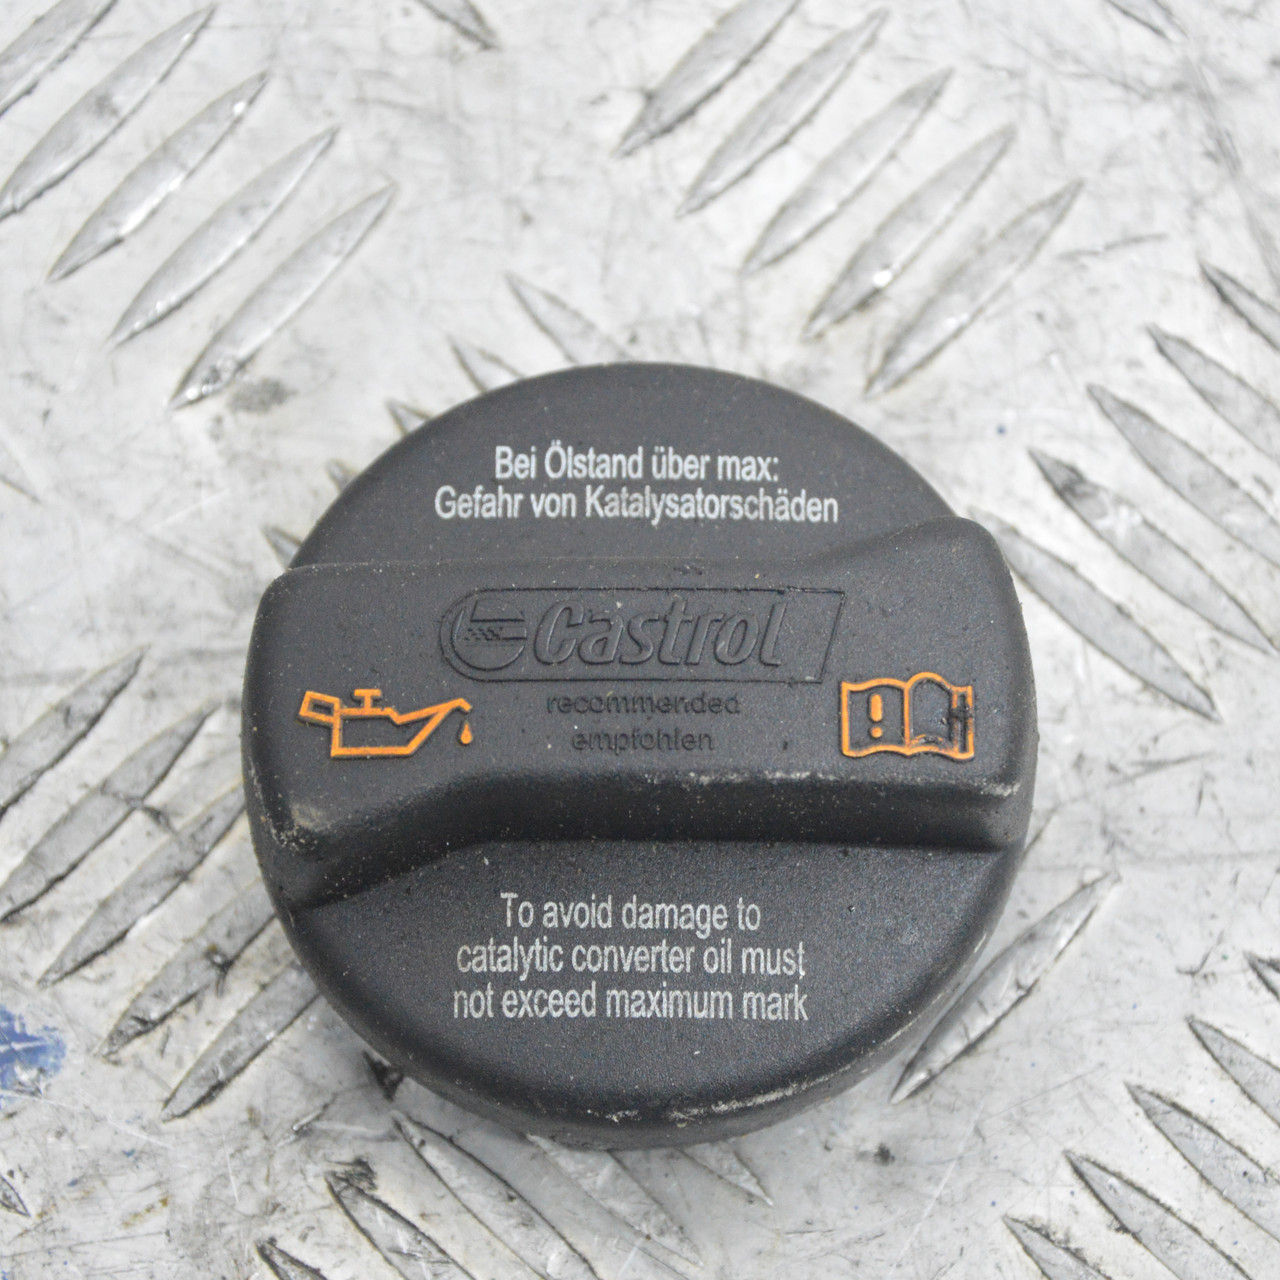 Bei Ölstand über max:
Gefahr von Katalysatorschäden
Castrol
recommended
empfohlen
To avoid damage to
catalytic converter oil must
not exceed maximum mark